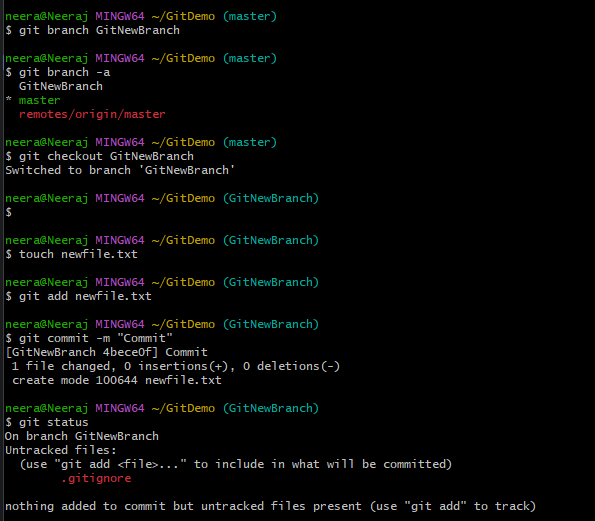 neera@Neeraj MINGW64 ~/GitDemo (master)
$ git branch GitNewBranch
neera@Neeraj MINGW64 ~/GitDemo (master)
$ git branch -a
  GitNewBranch
* master
  remotes/origin/master
neera@Neeraj MINGW64 ~/GitDemo (master)
$ git checkout GitNewBranch
Switched to branch 'GitNewBranch'
neera@Neeraj MINGW64 ~/GitDemo (GitNewBranch)
$
neera@Neeraj MINGW64 ~/GitDemo (GitNewBranch)
$ touch newfile.txt
neera@Neeraj MINGW64 ~/GitDemo (GitNewBranch)
$ git add newfile.txt
neera@Neeraj MINGW64 ~/GitDemo (GitNewBranch)
$ git commit -m "Commit"
[GitNewBranch 4bece0f] Commit
 1 file changed, 0 insertions(+), 0 deletions(-)
 create mode 100644 newfile.txt
neera@Neeraj MINGW64 ~/GitDemo (GitNewBranch)
$ git status
On branch GitNewBranch
Untracked files:
  (use "git add <file>..." to include in what will be committed)
        .gitignore
nothing added to commit but untracked files present (use "git add" to track)